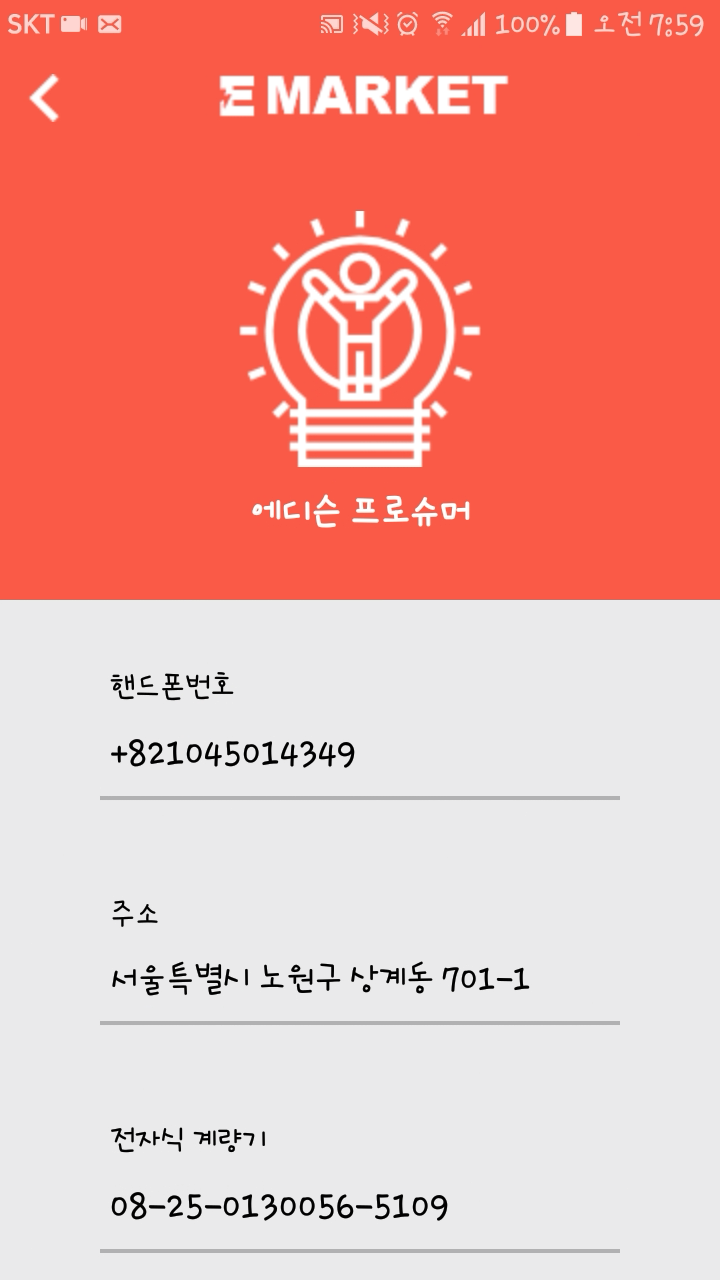 SKT 100% 오전 7:59
E MARKET
에디슨 프로슈머
핸드폰번호
+821045014349
주소
서울특별시 노원구 상계동 701-1
전자식 계량기
08-25-0130056-5109